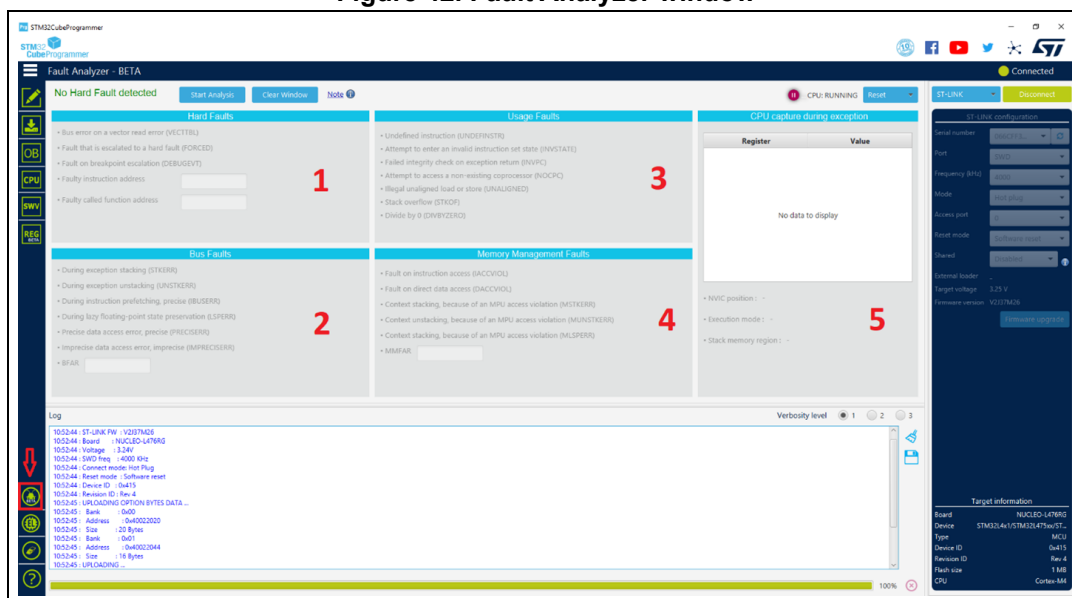 STM32CubeProgrammer
STM32
CubeProgrammer
Fault Analyzer - BETA
Connected
No Hard Fault detected
Start Analysis
Clear Window
Note
CPU: RUNNING
Reset
ST-LINK
Disconnect
Hard Faults
• Bus error on a vector read error (VECTTBL)
• Fault that is escalated to a hard fault (FORCED)
• Fault on breakpoint escalation (DEBUGEVT)
• Faulty instruction address
• Faulty called function address
1
Usage Faults
• Undefined instruction (UNDEFINSTR)
• Attempt to enter an invalid instruction set state (INVSTATE)
• Failed integrity check on exception return (INVPC)
• Attempt to access a non-existing coprocessor (NOCPC)
• Illegal unaligned load or store (UNALIGNED)
• Stack overflow (STKOF)
• Divide by 0 (DIVBYZERO)
3
CPU capture during exception
Register Value
No data to display
• NVIC position : -
• Execution mode : -
• Stack memory region : -
5
Bus Faults
• During exception stacking (STKERR)
• During exception unstacking (UNSTKERR)
• During instruction prefetching, precise (IBUSERR)
• During lazy floating-point state preservation (LSPERR)
• Precise data access error, precise (PRECISERR)
• Imprecise data access error, imprecise (IMPRECISERR)
• BFAR
2
Memory Management Faults
• Fault on instruction access (IACCVIOL)
• Fault on direct data access (DACCVIOL)
• Context stacking, because of an MPU access violation (MSTKERR)
• Context unstacking, because of an MPU access violation (MUNSTKERR)
• Context stacking, because of an MPU access violation (MLSPERR)
• MMFAR
4
ST-LINK configuration
Serial number
Port SWD
Frequency (kHz) 4000
Mode Hot plug
Access port 0
Reset mode Software reset
Shared Disabled
External loader -
Target voltage 3.25 V
Firmware version V2J37M26
Firmware upgrade
OB
CPU
SWV
REG
BETA
Log
Verbosity level 1 2 3
10:52:44 : ST-LINK FW : V2J37M26
10:52:44 : Board : NUCLEO-L476RG
10:52:44 : Voltage : 3.24V
10:52:44 : SWD freq : 4000 KHz
10:52:44 : Connect mode: Hot Plug
10:52:44 : Reset mode : Software reset
10:52:44 : Device ID : 0x415
10:52:44 : Revision ID : Rev 4
10:52:45 : UPLOADING OPTION BYTES DATA ...
10:52:45 : Bank : 0x00
10:52:45 : Address : 0x40022020
10:52:45 : Size : 20 Bytes
10:52:45 : Bank : 0x01
10:52:45 : Address : 0x40022044
10:52:45 : Size : 16 Bytes
10:52:45 : UPLOADING ...
100%
Target information
Board NUCLEO-L476RG
Device STM32L4x1/STM32L475xx/ST...
Type MCU
Device ID 0x415
Revision ID Rev 4
Flash size 1 MB
CPU Cortex-M4